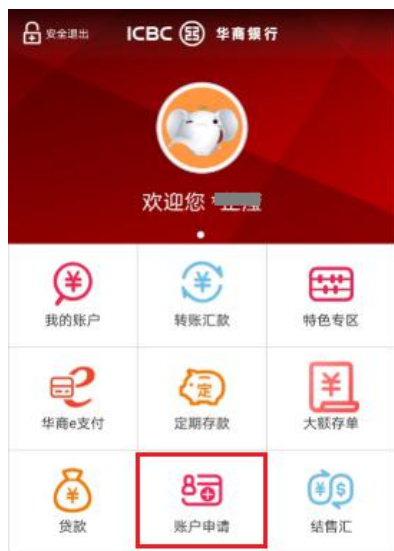 安全退出 ICBC 华商银行
欢迎您
我的账户 转账汇款 特色专区
定
华商e支付 定期存款 大额存单
贷款 账户申请 结售汇